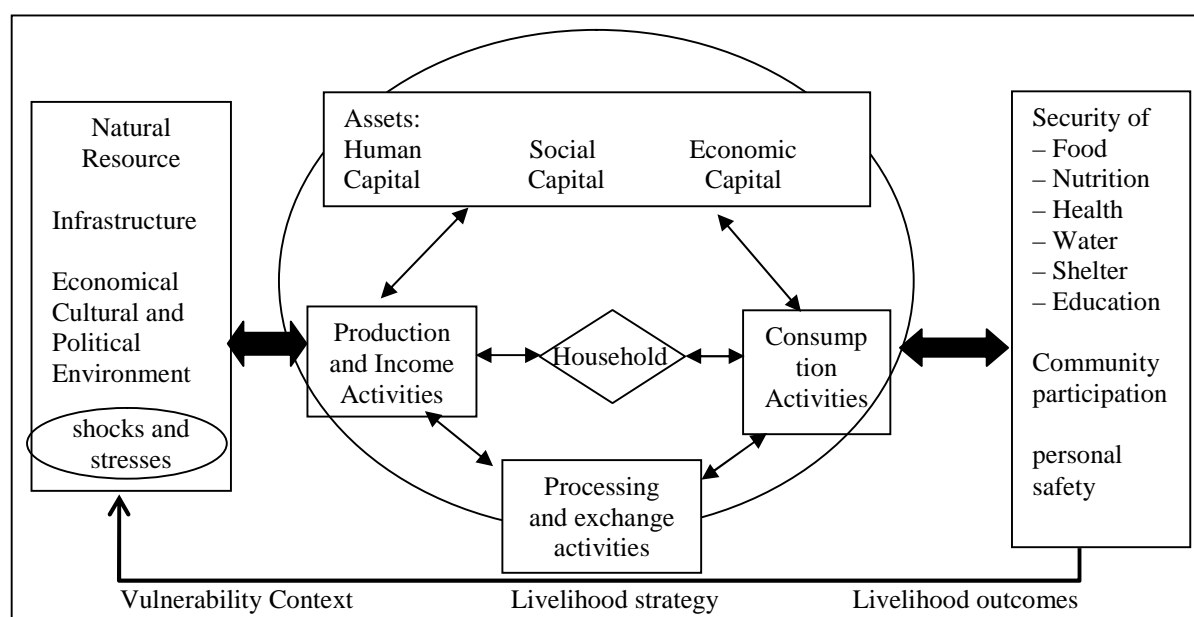 Natural
Resource
Infrastructure
Economical
Cultural and
Political
Environment
shocks and
stresses
Assets:
Human Social Economic
Capital Capital Capital
Production
and Income
Activities
Household
Consump
tion
Activities
Processing
and exchange
activities
Security of
– Food
– Nutrition
– Health
– Water
– Shelter
– Education
Community
participation
personal
safety
Vulnerability Context Livelihood strategy Livelihood outcomes